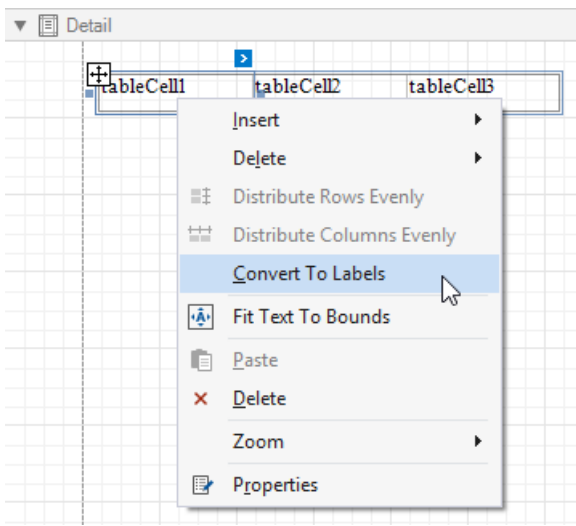 Detail
tableCell1 tableCell2 tableCell3
Insert
Delete
Distribute Rows Evenly
Distribute Columns Evenly
Convert To Labels
Fit Text To Bounds
Paste
Delete
Zoom
Properties